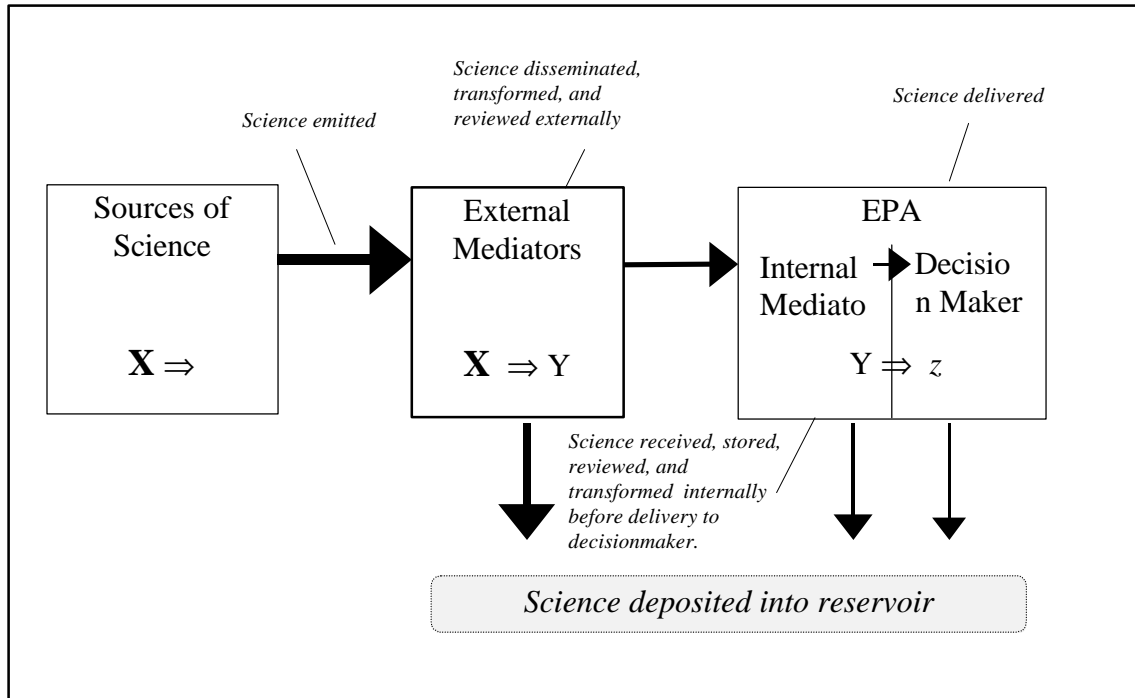 Science disseminated,
transformed, and
reviewed externally
Science delivered
Science emitted
Sources of
Science
X ⇒
External
Mediators
X ⇒ Y
EPA
Internal
Mediato
Decisio
n Maker
Y ⇒ z
Science received, stored,
reviewed, and
transformed internally
before delivery to
decisionmaker.
Science deposited into reservoir